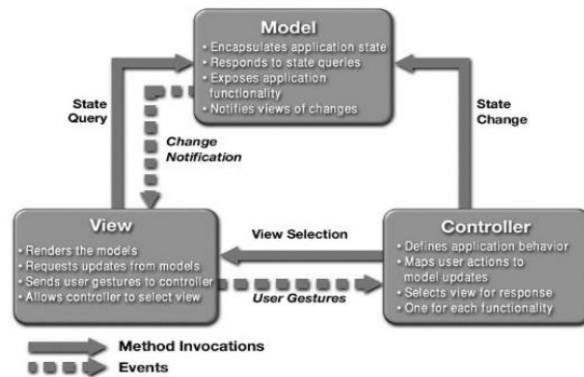 Model
• Encapsulates application state
• Responds to state queries
• Exposes application
functionality
• Notifies views of changes
State
Query
Change
Notification
State
Change
View
• Renders the models
• Requests updates from models
• Sends user gestures to controller
• Allows controller to select view
View Selection
User Gestures
Controller
• Defines application behavior
• Maps user actions to
model updates
• Selects view for response
• One for each functionality
Method Invocations
Events